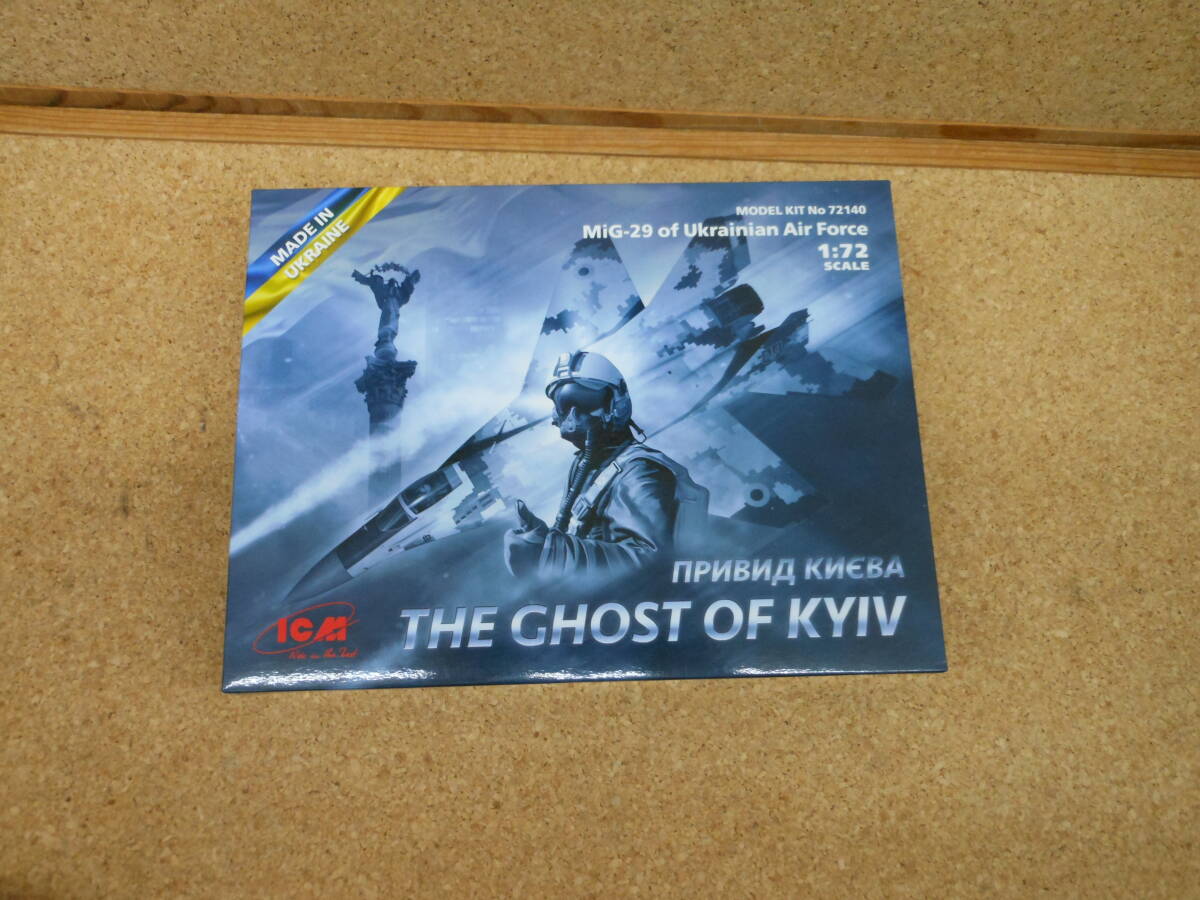 MADE IN
UKRAINE
MODEL KIT No 72140
MiG-29 of Ukrainian Air Force
1:72
SCALE
ПРИВИД КИЄВА
THE GHOST OF KYIV
ICM